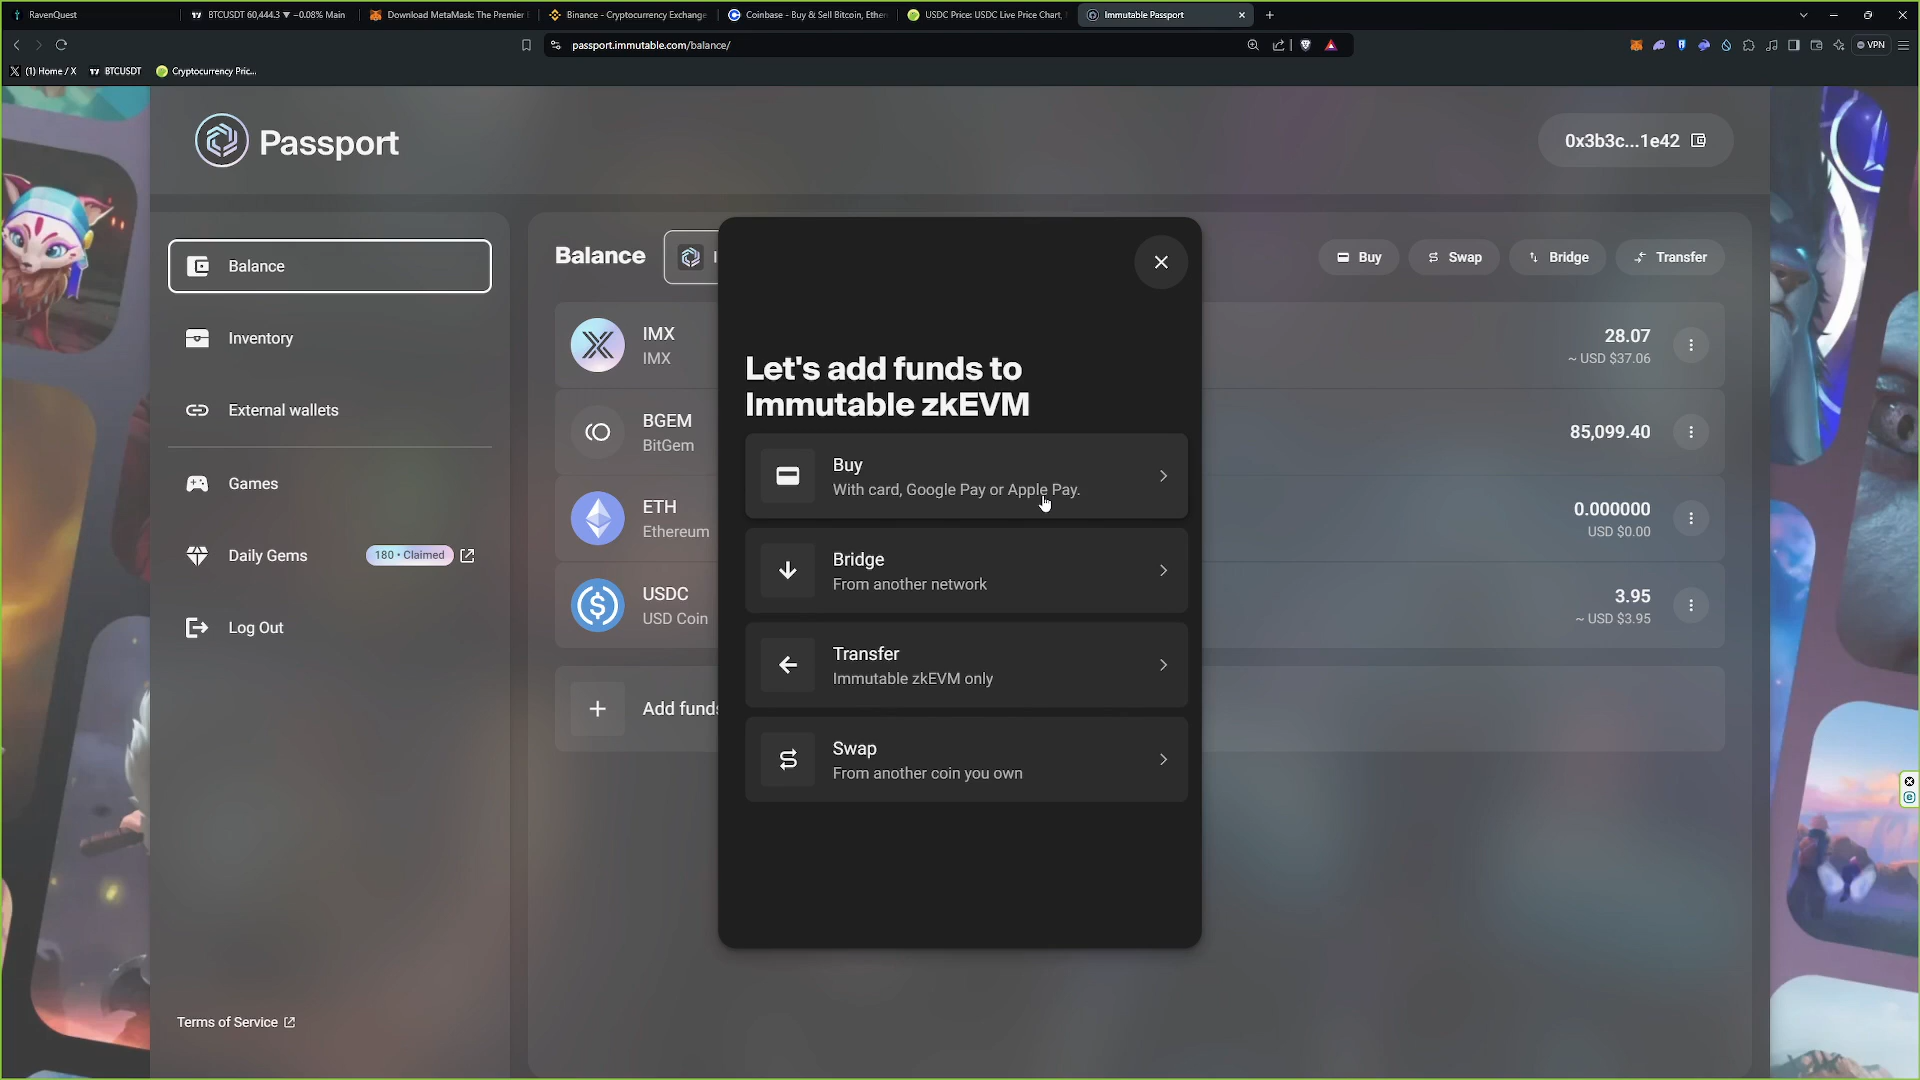 RavenQuest
BTCUSDT 60,444.3 ▼ −0.08% Main
Download MetaMask: The Premier
Binance - Cryptocurrency Exchange
Coinbase - Buy & Sell Bitcoin, Ether
USDC Price: USDC Live Price Chart,
Immutable Passport
passport.immutable.com/balance/
VPN
(1) Home / X
BTCUSDT
Cryptocurrency Pric...
Passport
0x3b3c...1e42
Balance
Inventory
External wallets
Games
Daily Gems
180 • Claimed
Log Out
Terms of Service
Balance
Buy
Swap
Bridge
Transfer
IMX
IMX
28.07
~ USD $37.06
BGEM
BitGem
85,099.40
ETH
Ethereum
0.000000
USD $0.00
USDC
USD Coin
3.95
~ USD $3.95
Add funds
Let's add funds to
Immutable zkEVM
Buy
With card, Google Pay or Apple Pay.
Bridge
From another network
Transfer
Immutable zkEVM only
Swap
From another coin you own